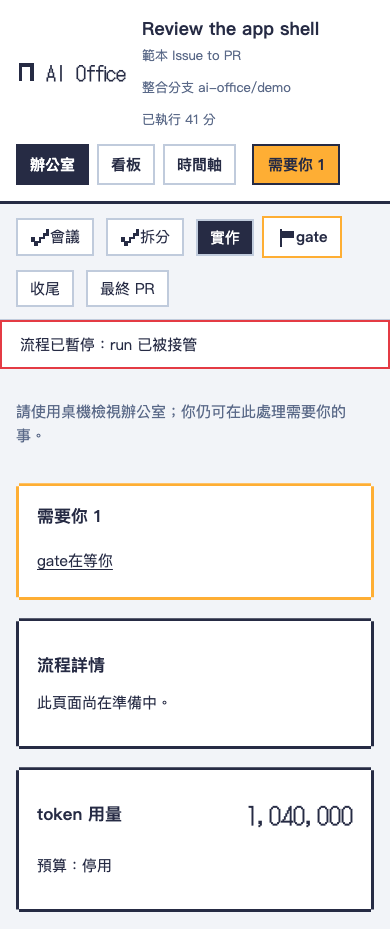 Review the app shell
範本 Issue to PR
AI Office
整合分支 ai-office/demo
已執行 41 分
辦公室 看板 時間軸 需要你 1
會議 拆分 實作 gate
收尾 最終 PR
流程已暫停：run 已被接管
請使用桌機檢視辦公室；你仍可在此處理需要你的
事。
需要你 1
gate在等你
流程詳情
此頁面尚在準備中。
token 用量 1,040,000
預算：停用